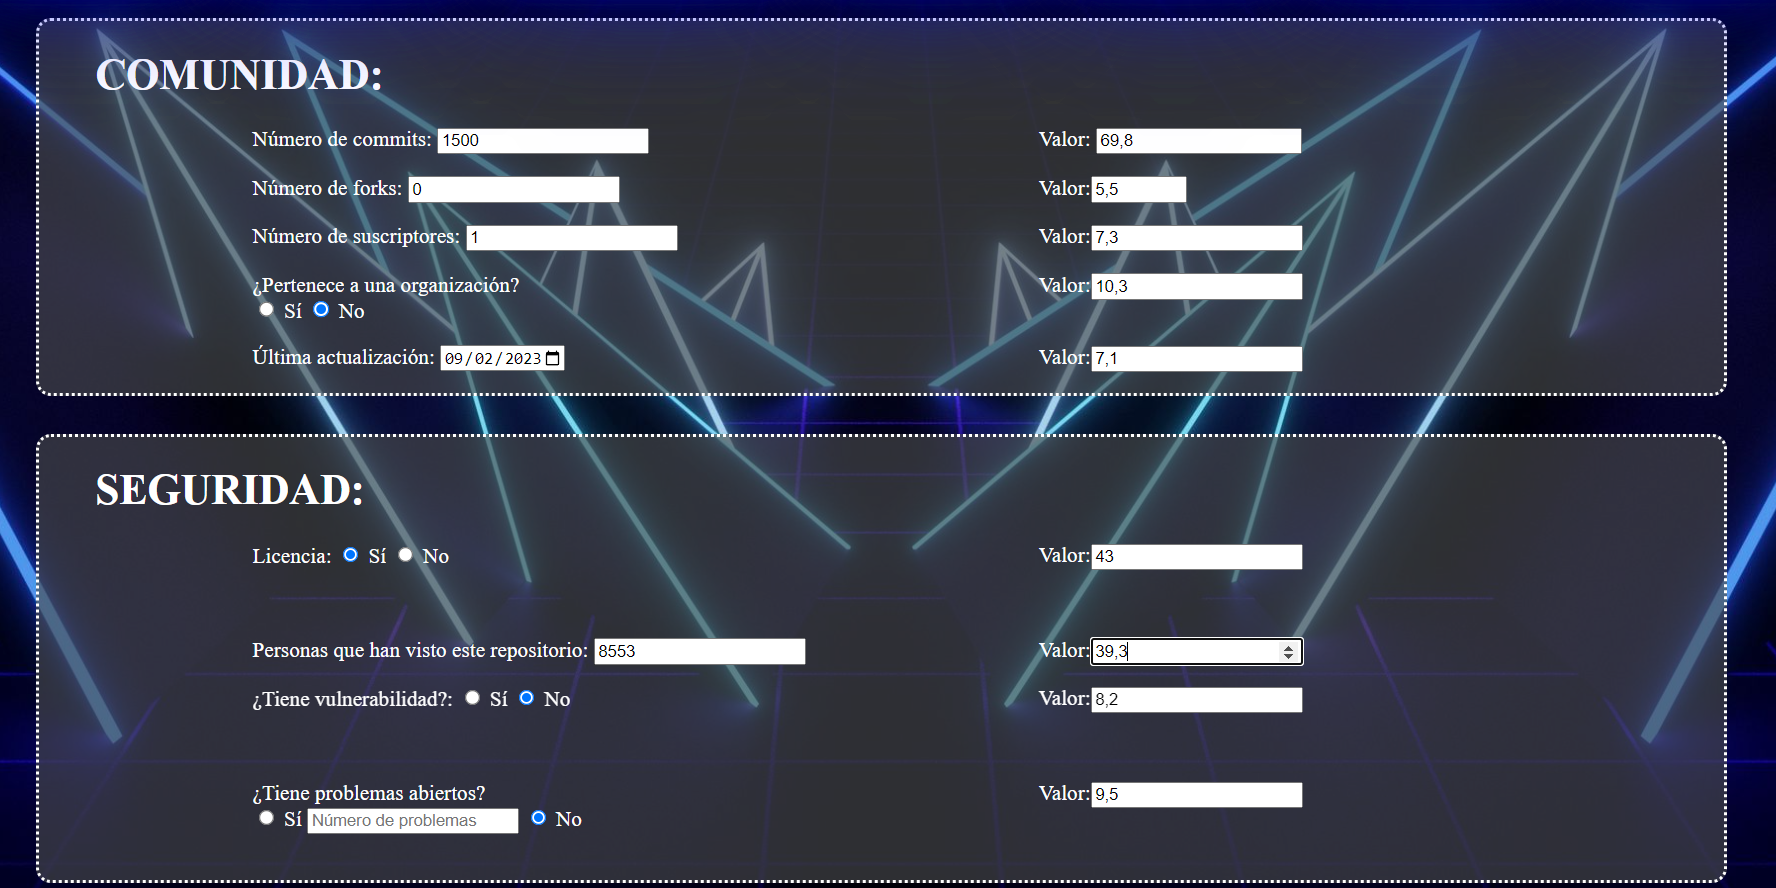 COMUNIDAD:
Número de commits: 1500 Valor: 69,8
Número de forks: 0 Valor: 5,5
Número de suscriptores: 1 Valor: 7,3
¿Pertenece a una organización? Valor: 10,3
Sí No
Última actualización: 09/02/2023 Valor: 7,1
SEGURIDAD:
Licencia: Sí No Valor: 43
Personas que han visto este repositorio: 8553 Valor: 39,3
¿Tiene vulnerabilidad?: Sí No Valor: 8,2
¿Tiene problemas abiertos? Valor: 9,5
Sí Número de problemas No